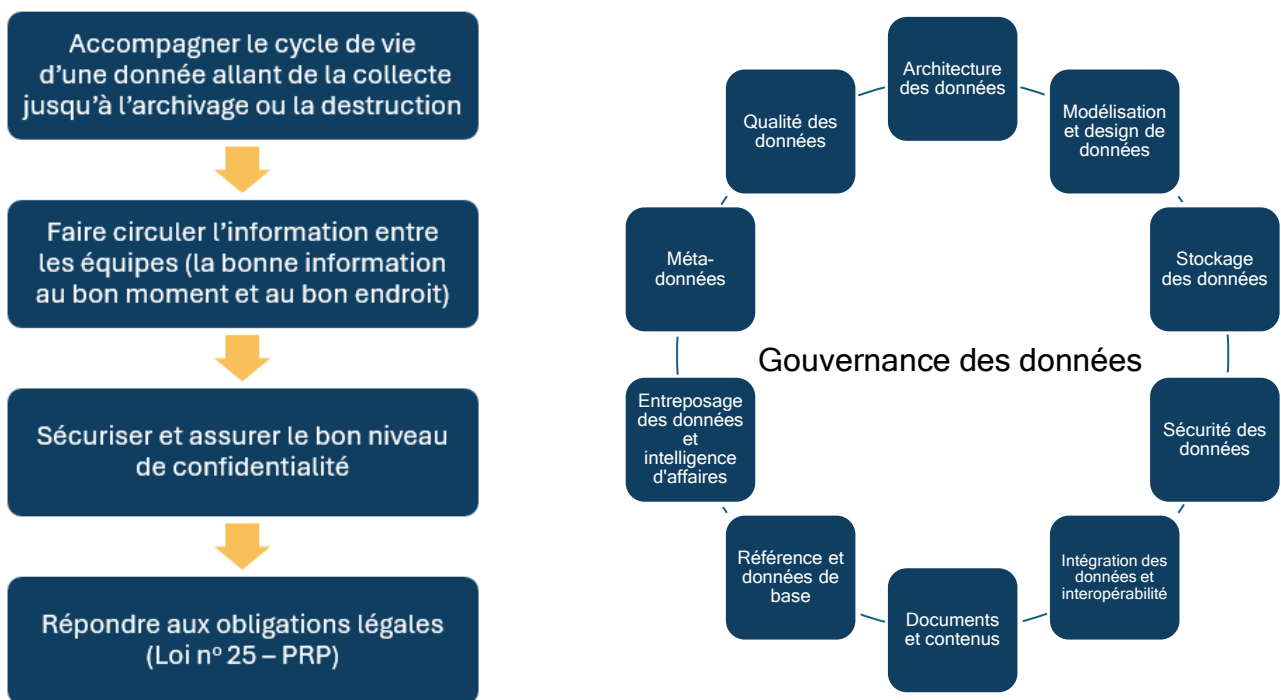 Accompagner le cycle de vie
d’une donnée allant de la collecte
jusqu’à l’archivage ou la destruction
Faire circuler l’information entre
les équipes (la bonne information
au bon moment et au bon endroit)
Sécuriser et assurer le bon niveau
de confidentialité
Répondre aux obligations légales
(Loi nº 25 – PRP)
Gouvernance des données
Architecture
des données
Modélisation
et design de
données
Stockage
des données
Sécurité des
données
Intégration des
données et
interopérabilité
Documents
et contenus
Référence et
données de
base
Entreposage
des données
et
intelligence
d'affaires
Méta-
données
Qualité des
données